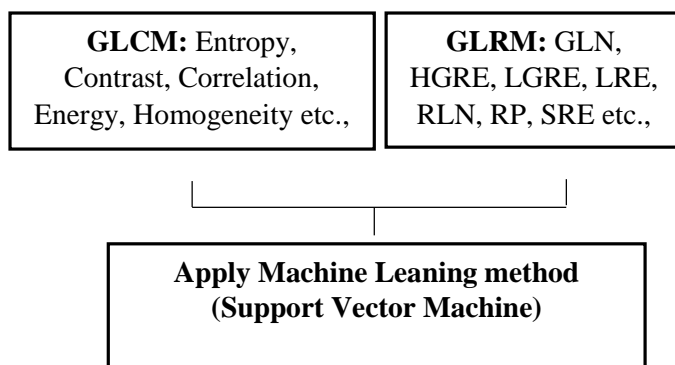 GLCM: Entropy,
Contrast, Correlation,
Energy, Homogeneity etc.,
GLRM: GLN,
HGRE, LGRE, LRE,
RLN, RP, SRE etc.,
Apply Machine Leaning method
(Support Vector Machine)